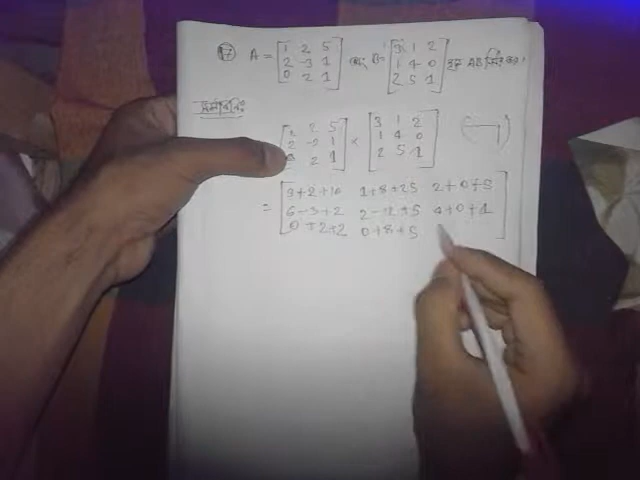 17 A = [1 2 5 2 -3 1 0 2 1] এবং B = [3 1 2 1 4 0 2 5 1] হলে AB নির্ণয় কর।
[1 2 5 2 -3 1 0 2 1] × [3 1 2 1 4 0 2 5 1]
= [3+2+10 1+8+25 2+0+5
6-3+2 2-12+5 4+0+1
0+2+2 0+8+5 ]